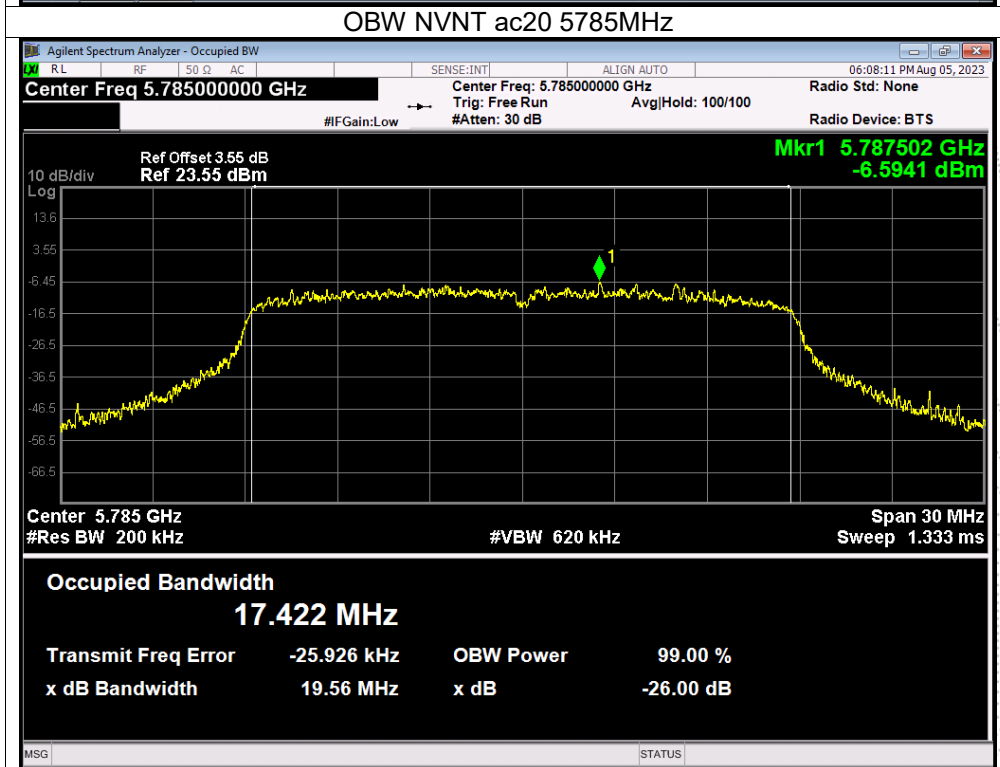 OBW NVNT ac20 5785MHz
Agilent Spectrum Analyzer - Occupied BW
LXI RL RF 50 Ω AC SENSE:INT ALIGN AUTO 06:08:11 PM Aug 05, 2023
Center Freq 5.785000000 GHz Center Freq: 5.785000000 GHz Radio Std: None
Trig: Free Run Avg|Hold: 100/100
#IFGain:Low #Atten: 30 dB Radio Device: BTS
Mkr1 5.787502 GHz
-6.5941 dBm
Ref Offset 3.55 dB
10 dB/div Ref 23.55 dBm
Log
13.6
3.55
1
-6.45
-16.5
-26.5
-36.5
-46.5
-56.5
-66.5
Center 5.785 GHz Span 30 MHz
#Res BW 200 kHz #VBW 620 kHz Sweep 1.333 ms
Occupied Bandwidth
17.422 MHz
Transmit Freq Error -25.926 kHz OBW Power 99.00 %
x dB Bandwidth 19.56 MHz x dB -26.00 dB
MSG STATUS